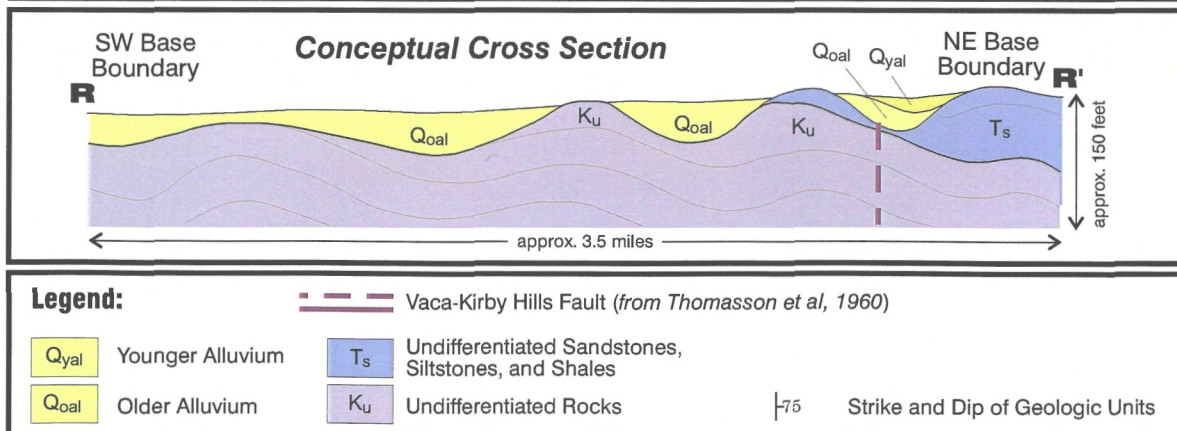 SW Base
Boundary
Conceptual Cross Section
Qoal
Qyal
NE Base
Boundary
R
R'
Ku
Qoal
Qoal
Ku
Ts
approx. 150 feet
approx. 3.5 miles
Legend:
Vaca-Kirby Hills Fault (from Thomasson et al, 1960)
Qyal Younger Alluvium
Ts Undifferentiated Sandstones,
Siltstones, and Shales
Qoal Older Alluvium
Ku Undifferentiated Rocks
75 Strike and Dip of Geologic Units